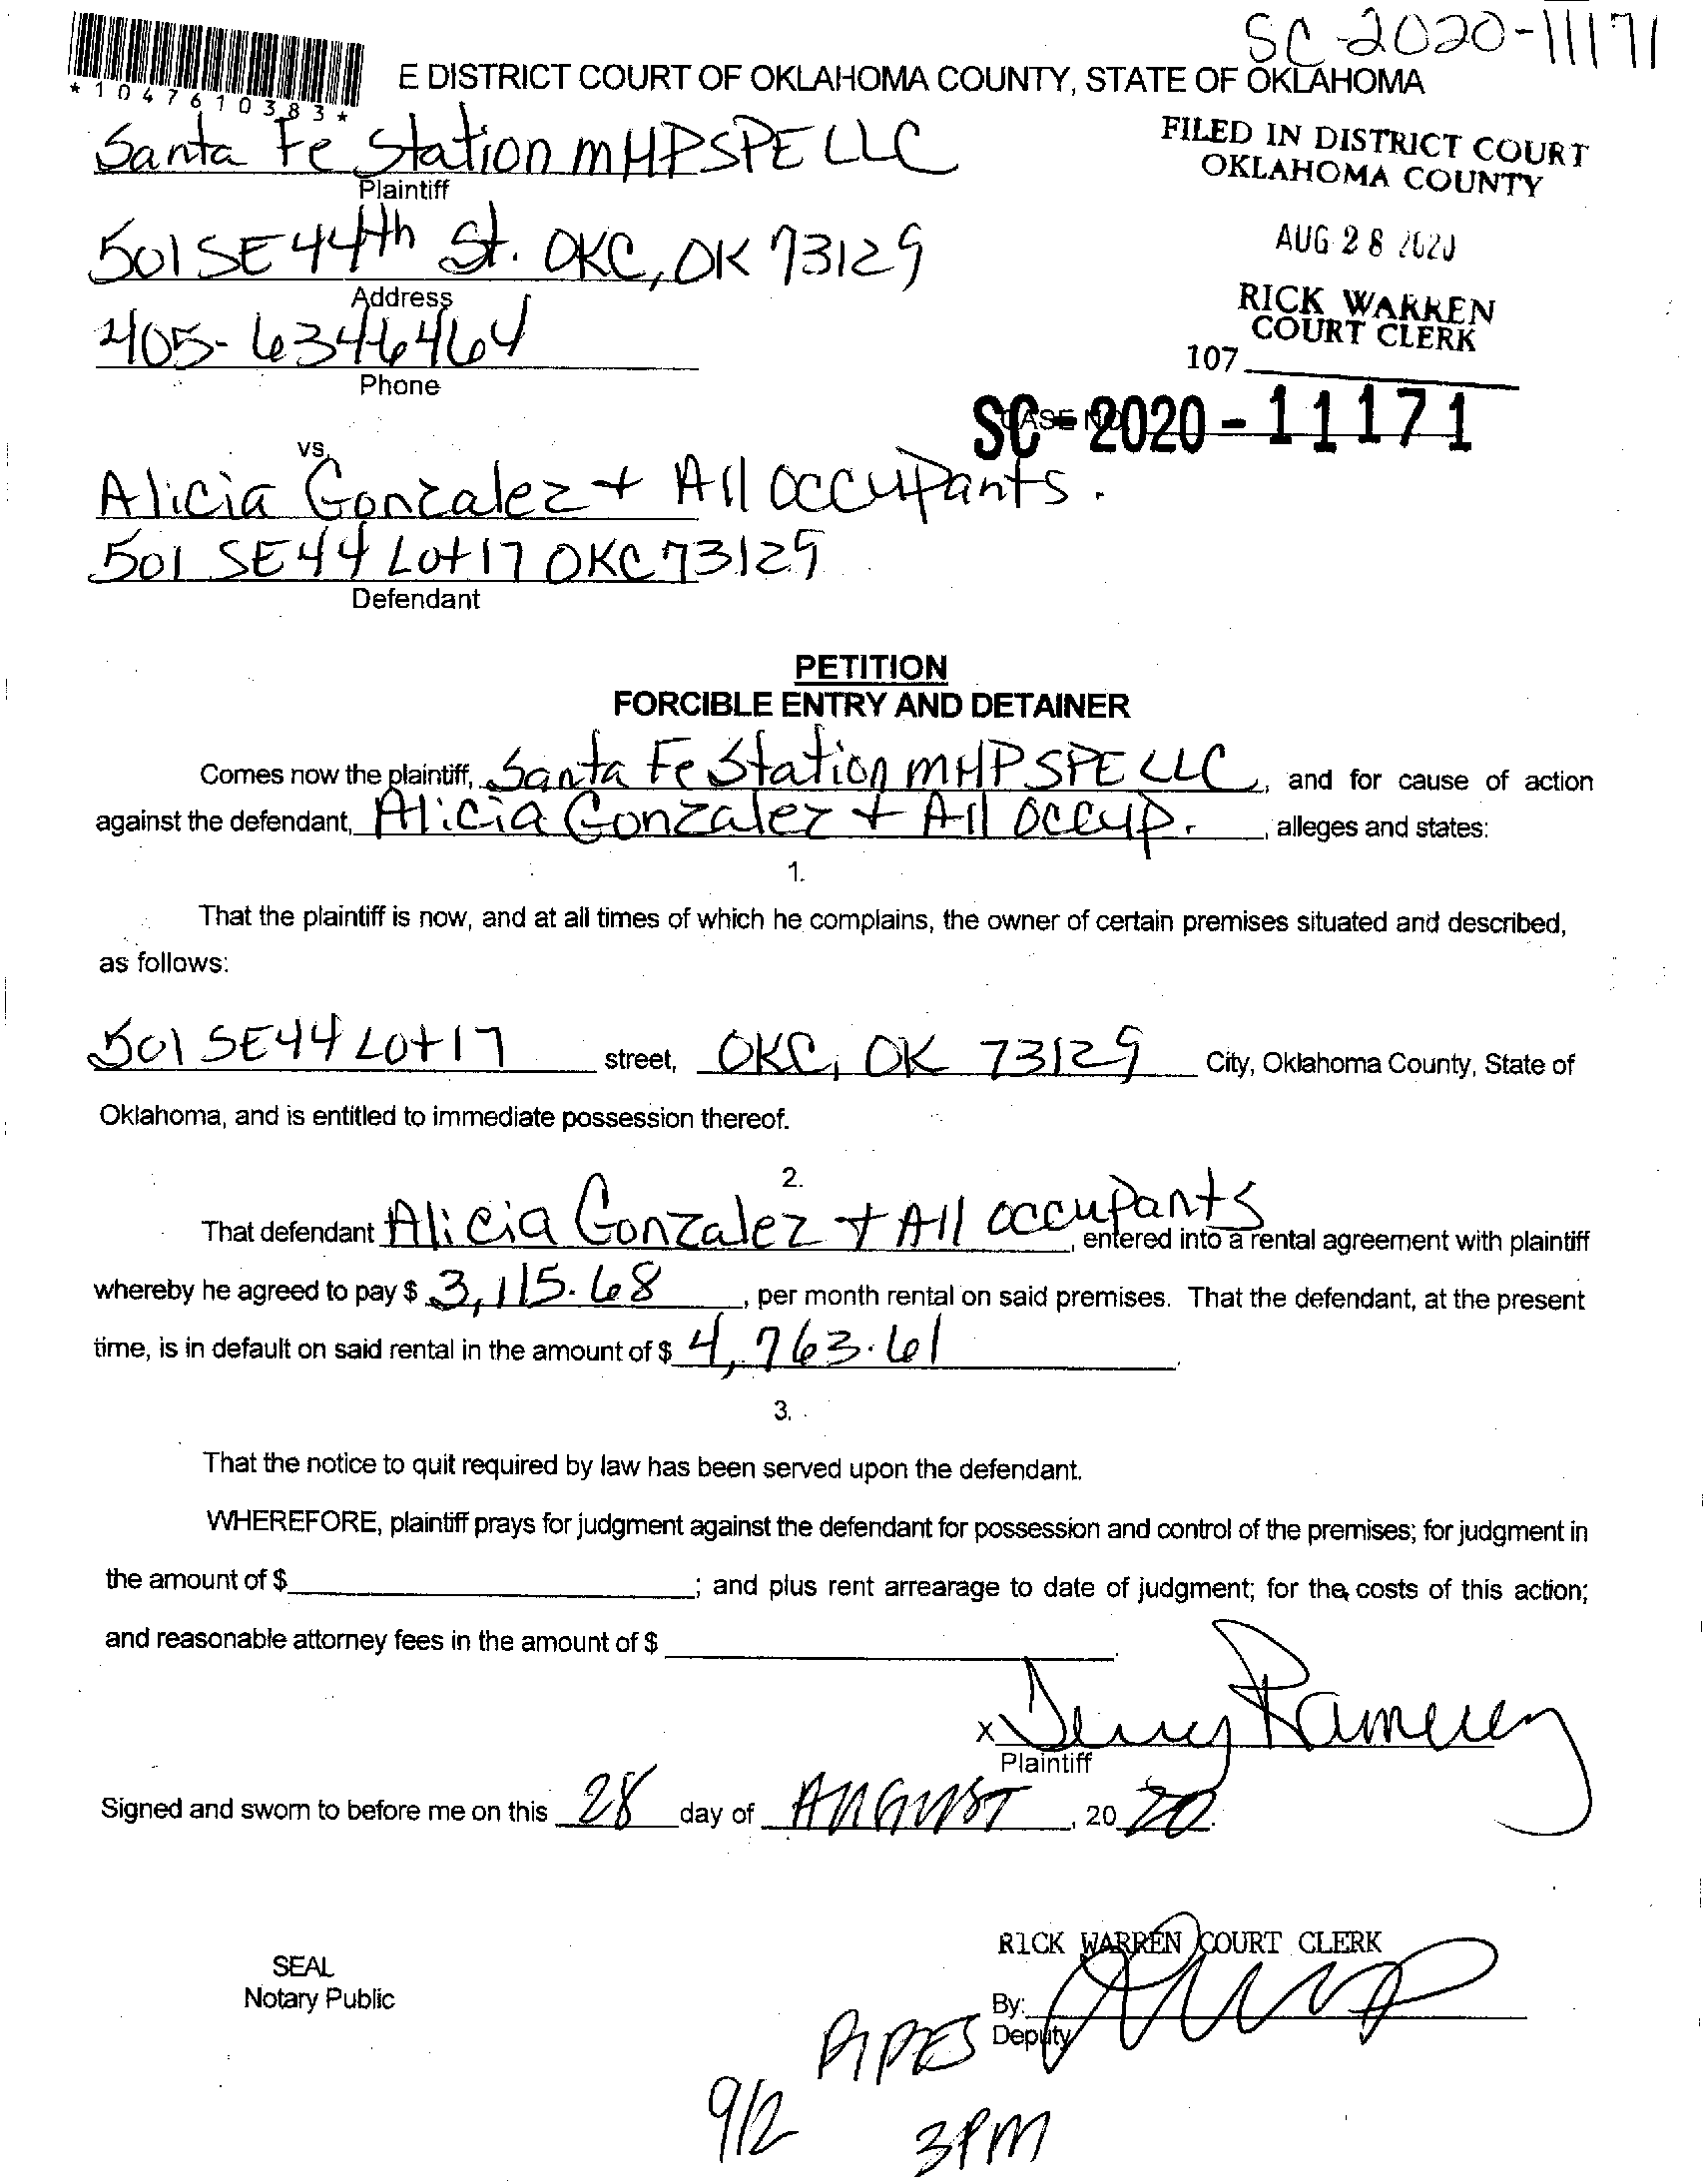 SC-2020-11171
*1047610383*
E DISTRICT COURT OF OKLAHOMA COUNTY, STATE OF OKLAHOMA
Santa Fe Station MHPSPE LLC
Plaintiff
FILED IN DISTRICT COURT
OKLAHOMA COUNTY
501 SE 44th St. OKC, OK 73129
Address
AUG 28 2020
405-6346464
Phone
RICK WARREN
COURT CLERK
107
SC-2020-11171
CASE NO.
vs.
Alicia Gonzalez + All occupants.
501 SE 44 Lot 17 OKC 73129
Defendant
PETITION
FORCIBLE ENTRY AND DETAINER
Comes now the plaintiff, Santa Fe Station MHP SPE LLC, and for cause of action
against the defendant, Alicia Gonzalez + All occup., alleges and states:
1.
That the plaintiff is now, and at all times of which he complains, the owner of certain premises situated and described,
as follows:
501 SE44 Lot 17 street, OKC, OK 73129 City, Oklahoma County, State of
Oklahoma, and is entitled to immediate possession thereof.
2.
That defendant Alicia Gonzalez + All occupants, entered into a rental agreement with plaintiff
whereby he agreed to pay $ 3,115.68, per month rental on said premises. That the defendant, at the present
time, is in default on said rental in the amount of $ 4,763.61.
3.
That the notice to quit required by law has been served upon the defendant.
WHEREFORE, plaintiff prays for judgment against the defendant for possession and control of the premises; for judgment in
the amount of $ ; and plus rent arrearage to date of judgment; for the costs of this action;
and reasonable attorney fees in the amount of $ .
X
Plaintiff
Signed and sworn to before me on this 28 day of AUGUST, 20 20.
RICK WARREN COURT CLERK
SEAL
Notary Public
By:
Deputy
PIPES
9/2
3PM